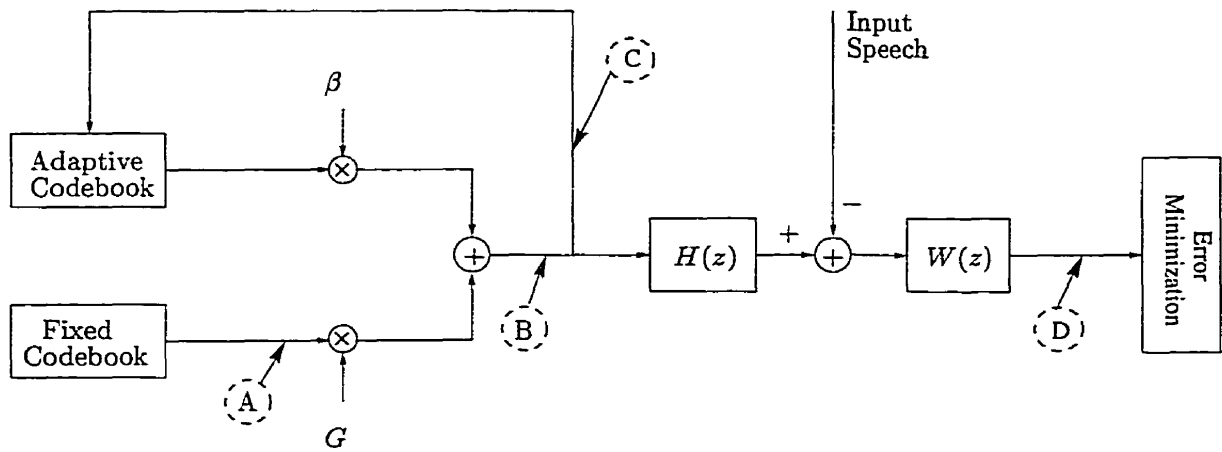 Input
Speech
C
β
Adaptive
Codebook
×
−
+
+
H(z)
+
W(z)
Error
Minimization
Fixed
Codebook
×
A
B
D
G